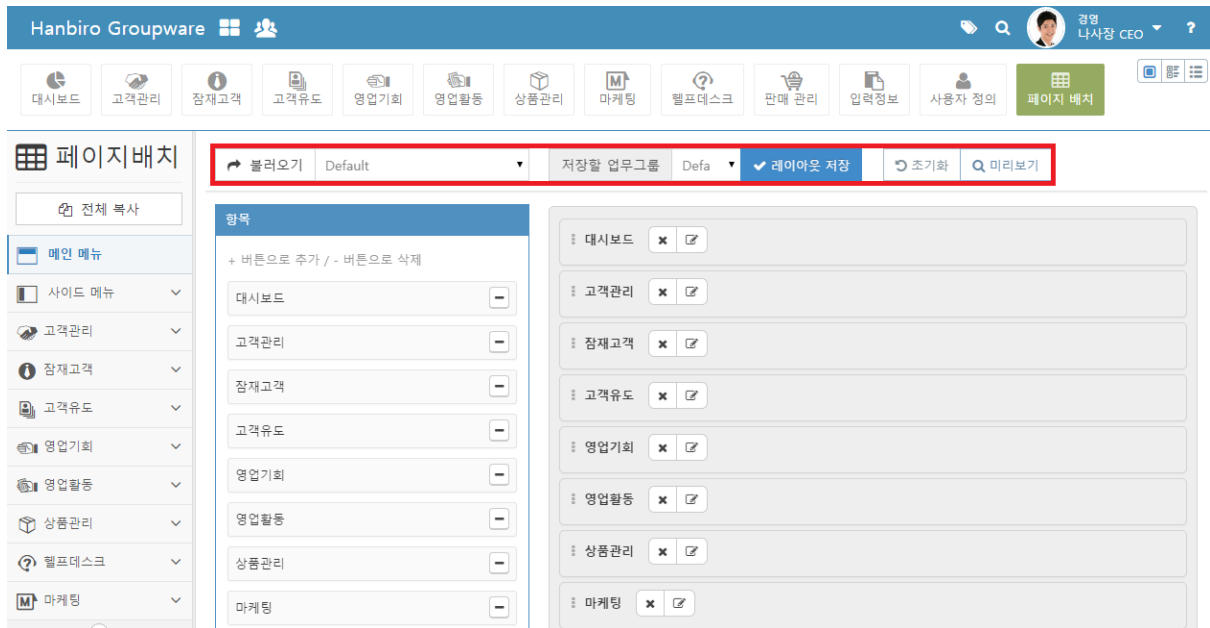 Hanbiro Groupware
경영
나사장 CEO
?
대시보드 고객관리 잠재고객 고객유도 영업기회 영업활동 상품관리 마케팅 헬프데스크 판매 관리 입력정보 사용자 정의 페이지 배치
페이지배치
불러오기 Default 저장할 업무그룹 Defa 레이아웃 저장 초기화 미리보기
전체 복사
메인 메뉴
사이드 메뉴
고객관리
잠재고객
고객유도
영업기회
영업활동
상품관리
헬프데스크
마케팅
항목
+ 버튼으로 추가 / - 버튼으로 삭제
대시보드
고객관리
잠재고객
고객유도
영업기회
영업활동
상품관리
마케팅
대시보드
고객관리
잠재고객
고객유도
영업기회
영업활동
상품관리
마케팅